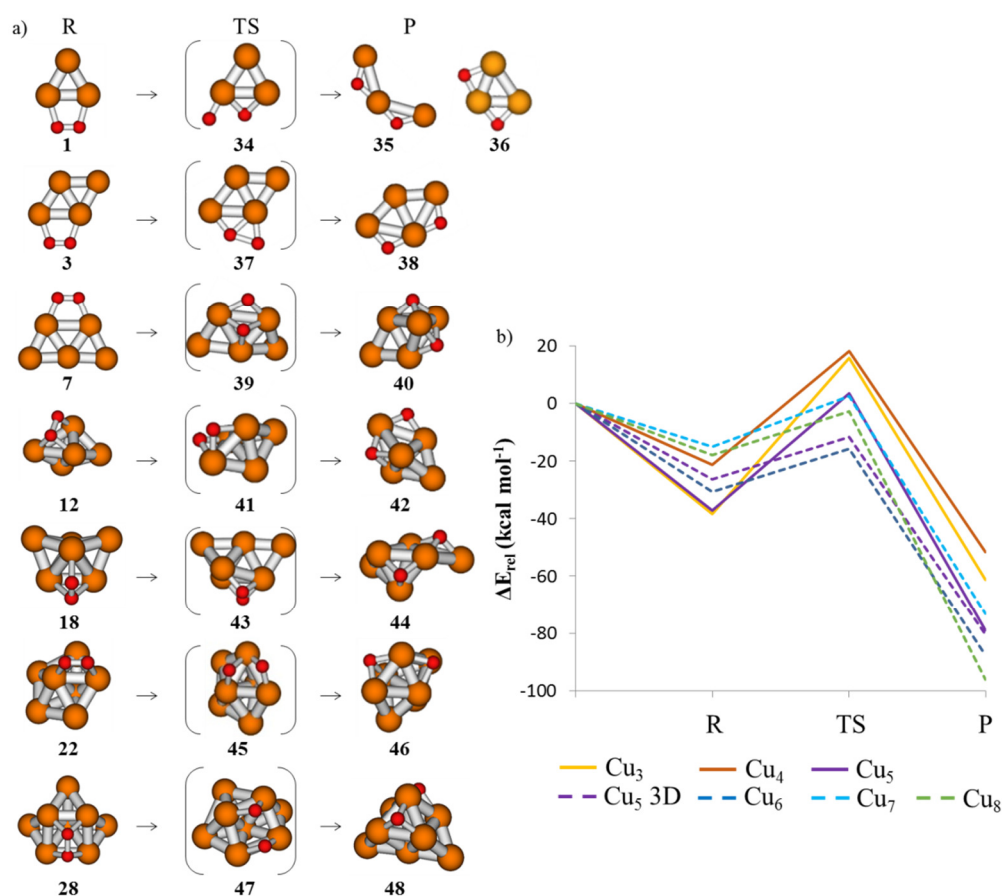 a) R TS P
1 34 35 36
3 37 38
7 39 40
12 41 42
18 43 44
22 45 46
28 47 48
b)
ΔE_rel (kcal mol⁻¹)
20
0
-20
-40
-60
-80
-100
R TS P
Cu₃ Cu₄ Cu₅
Cu₅ 3D Cu₆ Cu₇ Cu₈